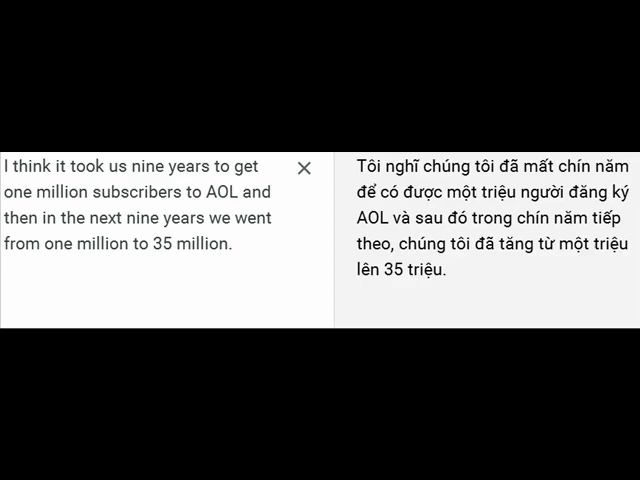 I think it took us nine years to get
one million subscribers to AOL and
then in the next nine years we went
from one million to 35 million.
Tôi nghĩ chúng tôi đã mất chín năm
để có được một triệu người đăng ký
AOL và sau đó trong chín năm tiếp
theo, chúng tôi đã tăng từ một triệu
lên 35 triệu.